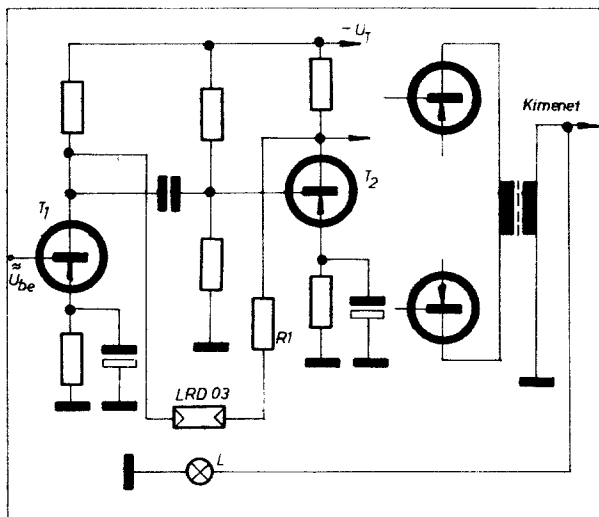 - U_T
Kimenet
T_1
T_2
≈
U_be
R1
LRD 03
L